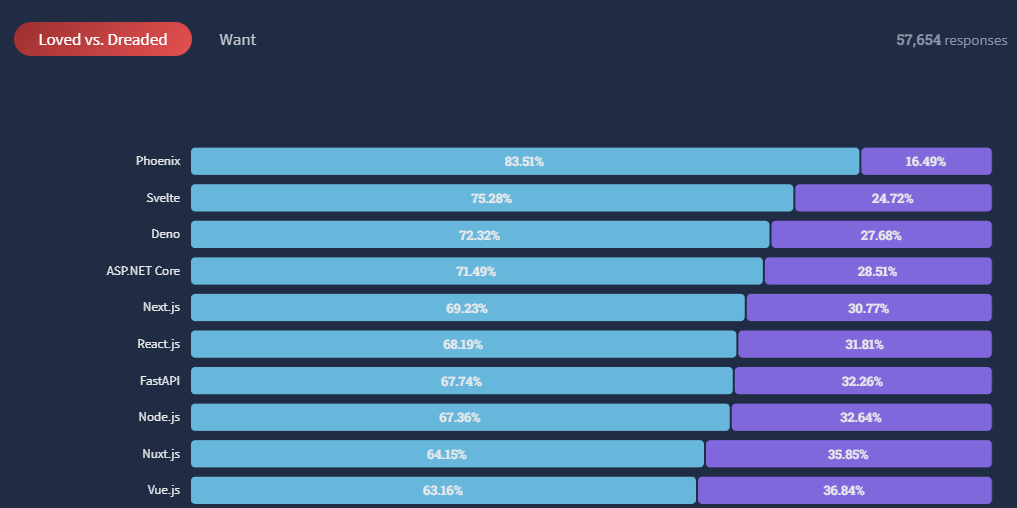 Loved vs. Dreaded Want 57,654 responses
Phoenix 83.51% 16.49%
Svelte 75.28% 24.72%
Deno 72.32% 27.68%
ASP.NET Core 71.49% 28.51%
Next.js 69.23% 30.77%
React.js 68.19% 31.81%
FastAPI 67.74% 32.26%
Node.js 67.36% 32.64%
Nuxt.js 64.15% 35.85%
Vue.js 63.16% 36.84%